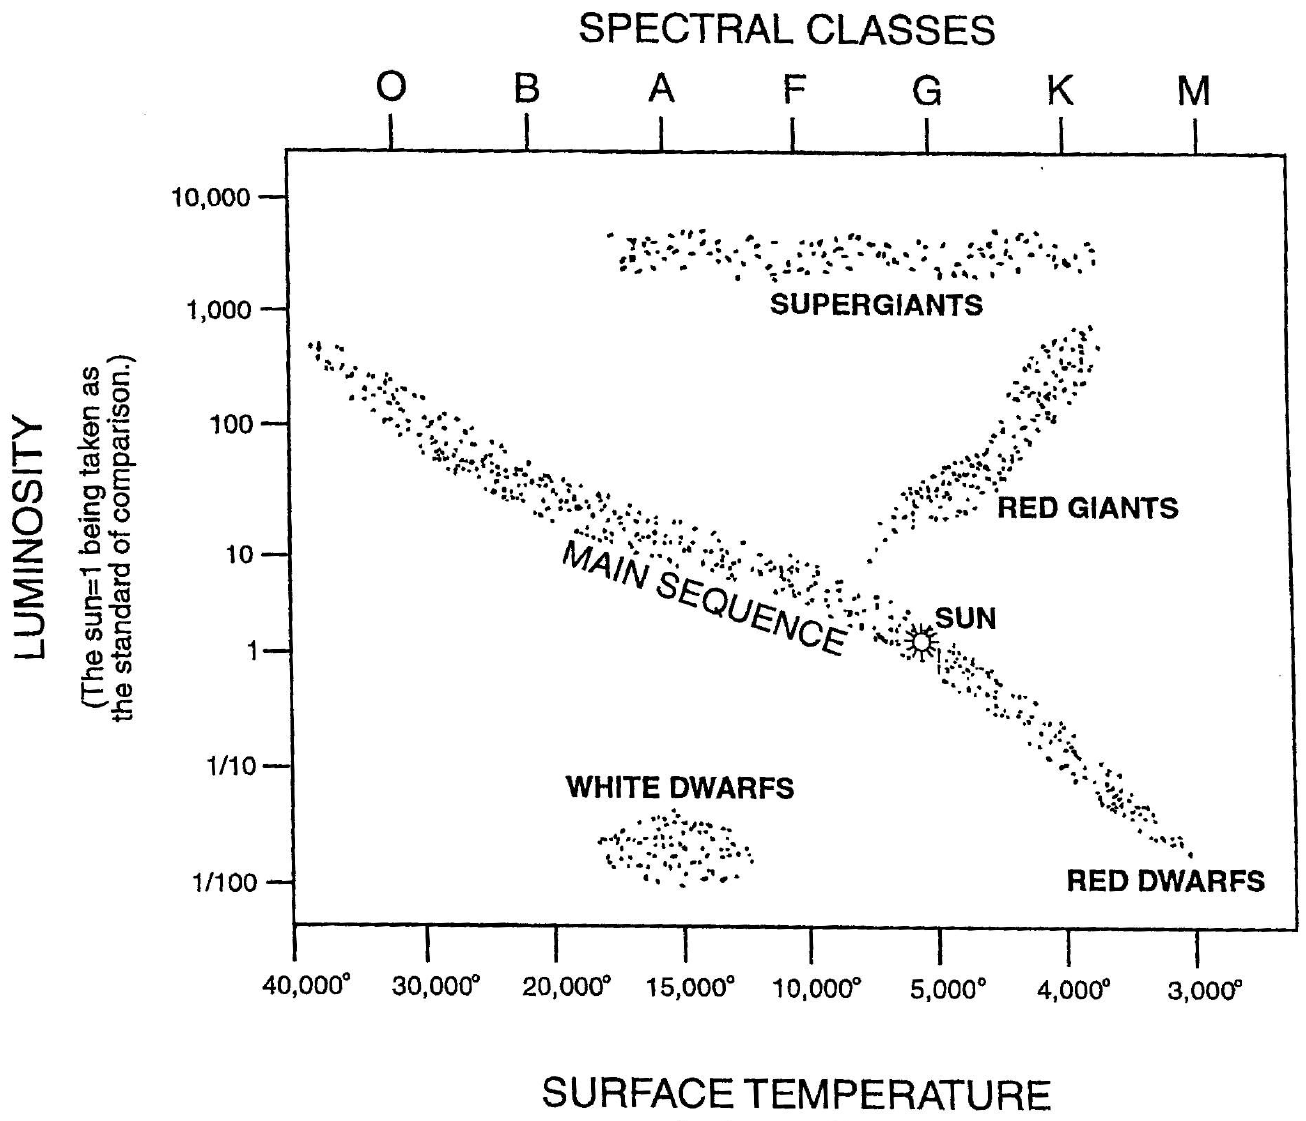 SPECTRAL CLASSES
O B A F G K M
10,000
1,000
100
10
1
1/10
1/100
LUMINOSITY
(The sun=1 being taken as
the standard of comparison.)
SUPERGIANTS
RED GIANTS
MAIN SEQUENCE
SUN
WHITE DWARFS
RED DWARFS
40,000° 30,000° 20,000° 15,000° 10,000° 5,000° 4,000° 3,000°
SURFACE TEMPERATURE